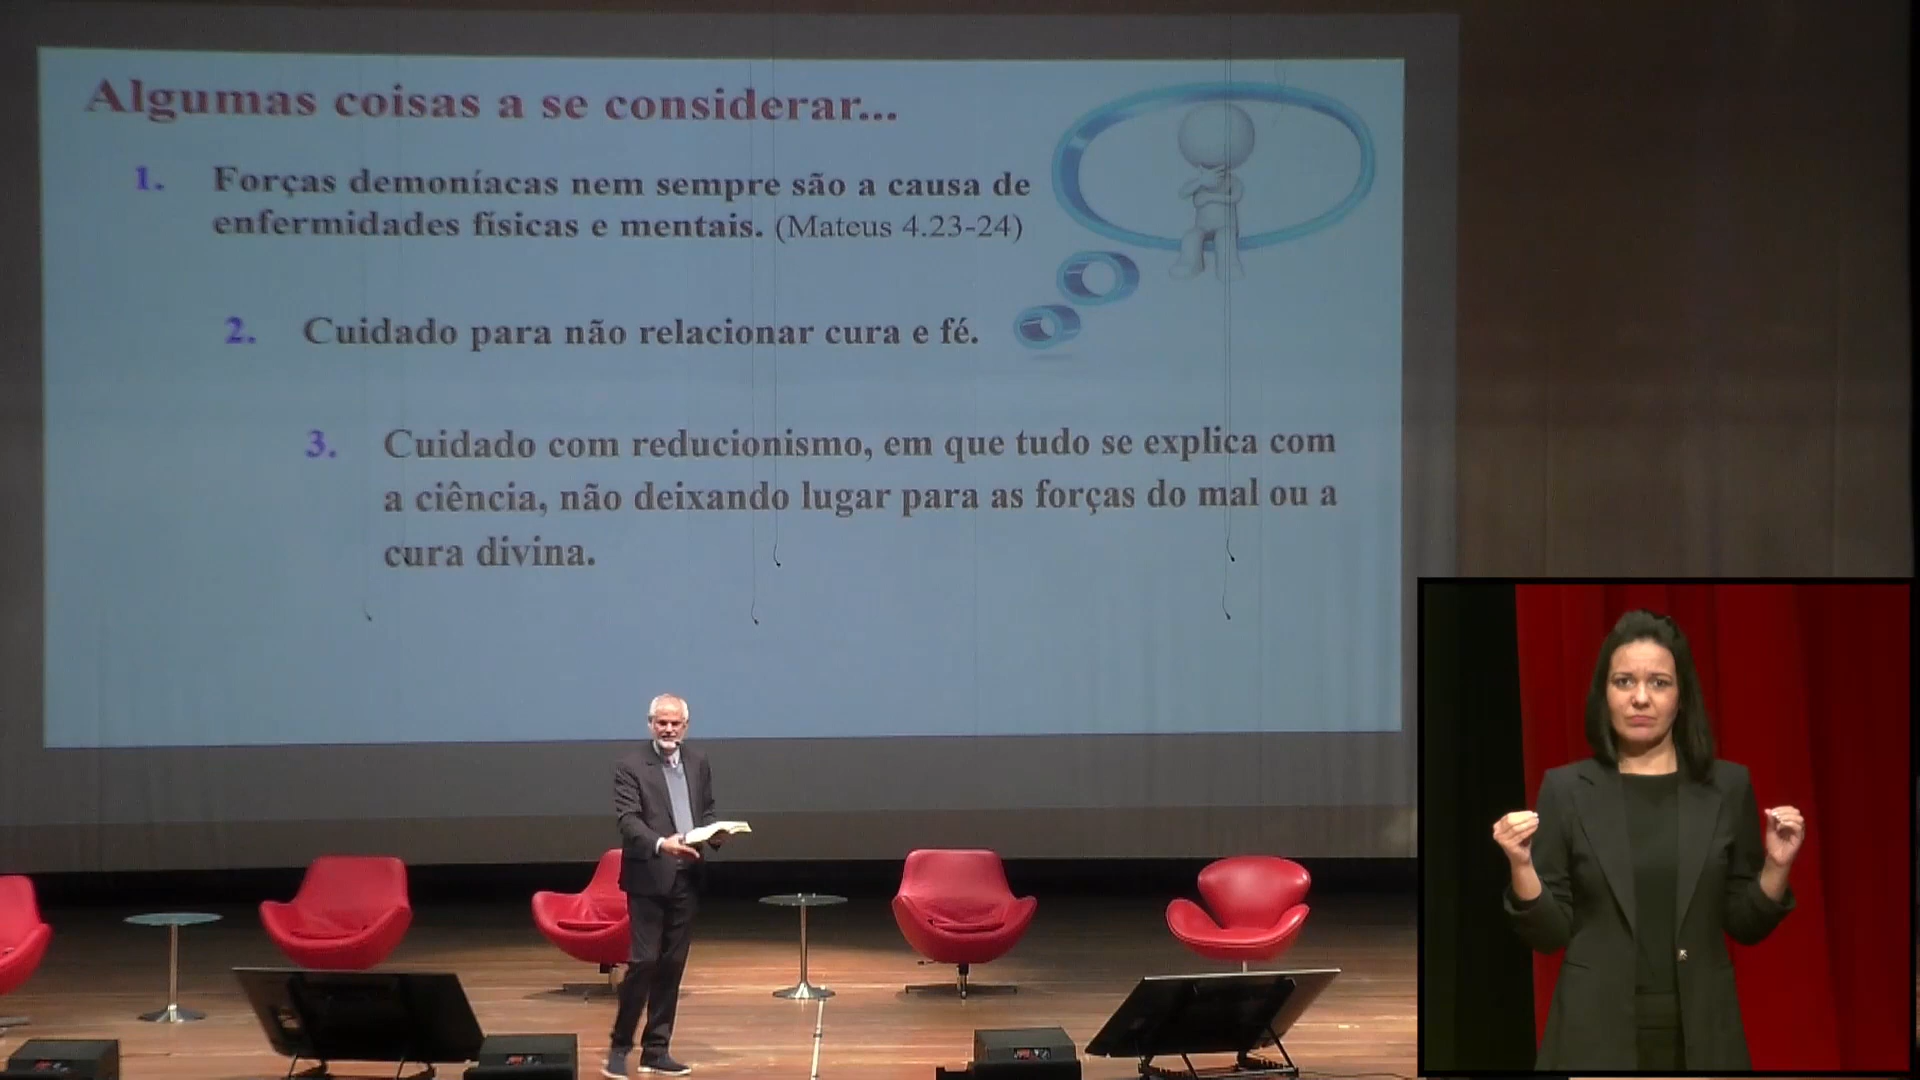 Algumas coisas a se considerar...
1. Forças demoníacas nem sempre são a causa de
enfermidades físicas e mentais. (Mateus 4.23-24)
2. Cuidado para não relacionar cura e fé.
3. Cuidado com reducionismo, em que tudo se explica com
a ciência, não deixando lugar para as forças do mal ou a
cura divina.